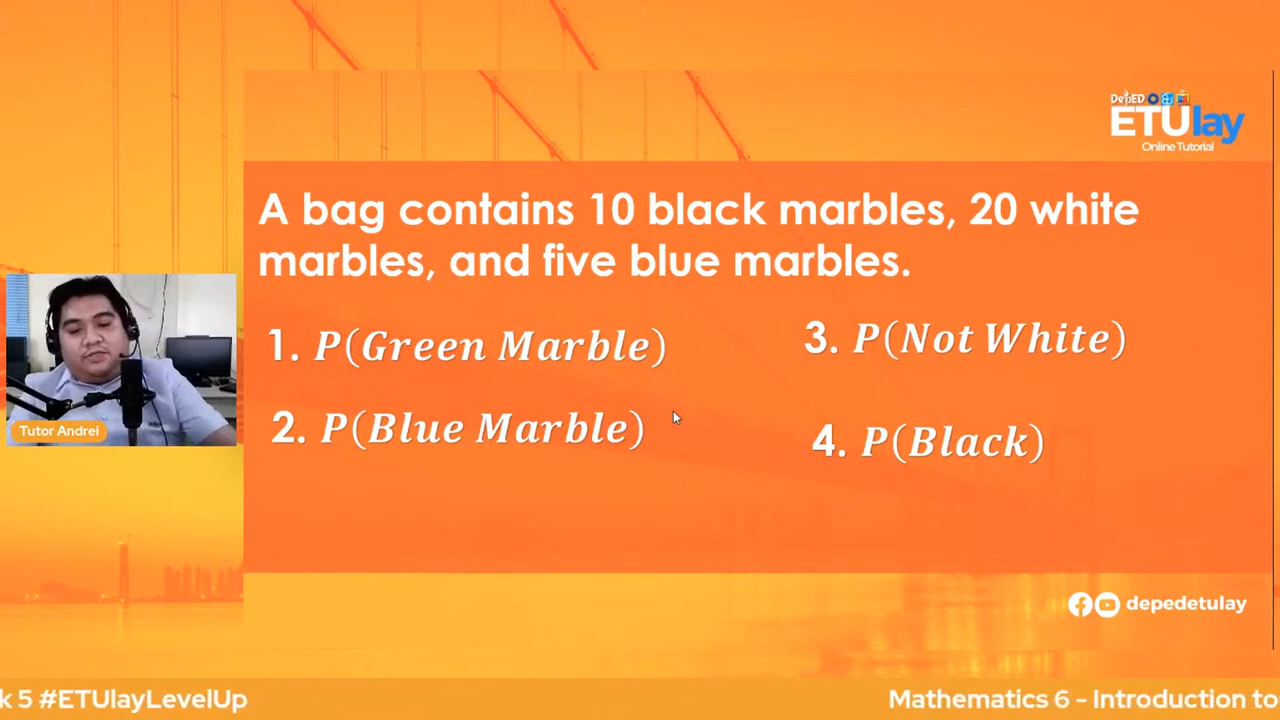 DepED
ETUlay
Online Tutorial
A bag contains 10 black marbles, 20 white
marbles, and five blue marbles.
1. P(Green Marble)
2. P(Blue Marble)
3. P(Not White)
4. P(Black)
Tutor Andrei
depedetulay
k 5 #ETUlayLevelUp
Mathematics 6 - Introduction to